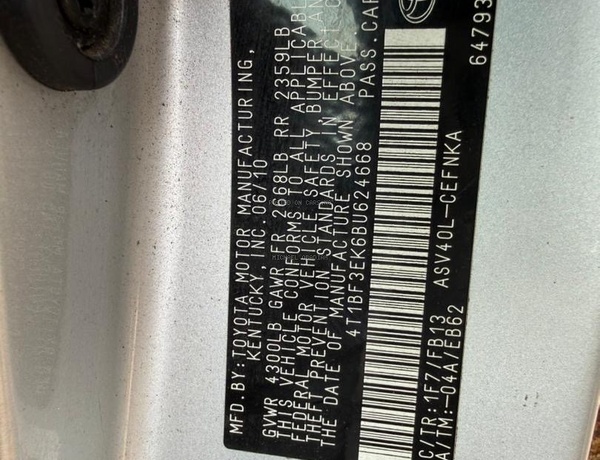 MFD. BY: TOYOTA MOTOR MANUFACTURING,
KENTUCKY, INC. 06/10
GVWR 4300LB GAWR FR 2668LB RR 2359LB
THIS VEHICLE CONFORMS TO ALL APPLICABLE
FEDERAL MOTOR VEHICLE SAFETY, BUMPER AN
THEFT PREVENTION STANDARDS IN EFFECT
THE DATE OF MANUFACTURE SHOWN ABOVE.
4T1BF3EK6BU624668 PASS. CAR
C/TR: 1F7/FB13 ASV40L-CEFNKA
A/TM: -04A/EB62
64793